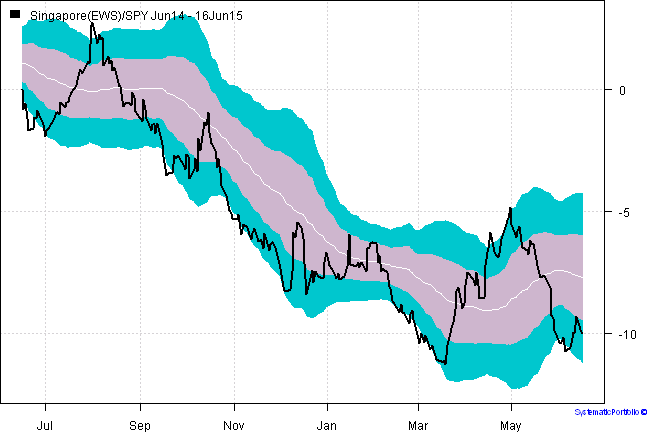 Singapore(EWS)/SPY Jun14 - 16Jun15
0
-5
-10
Jul Sep Nov Jan Mar May
SystematicPortfolio ©